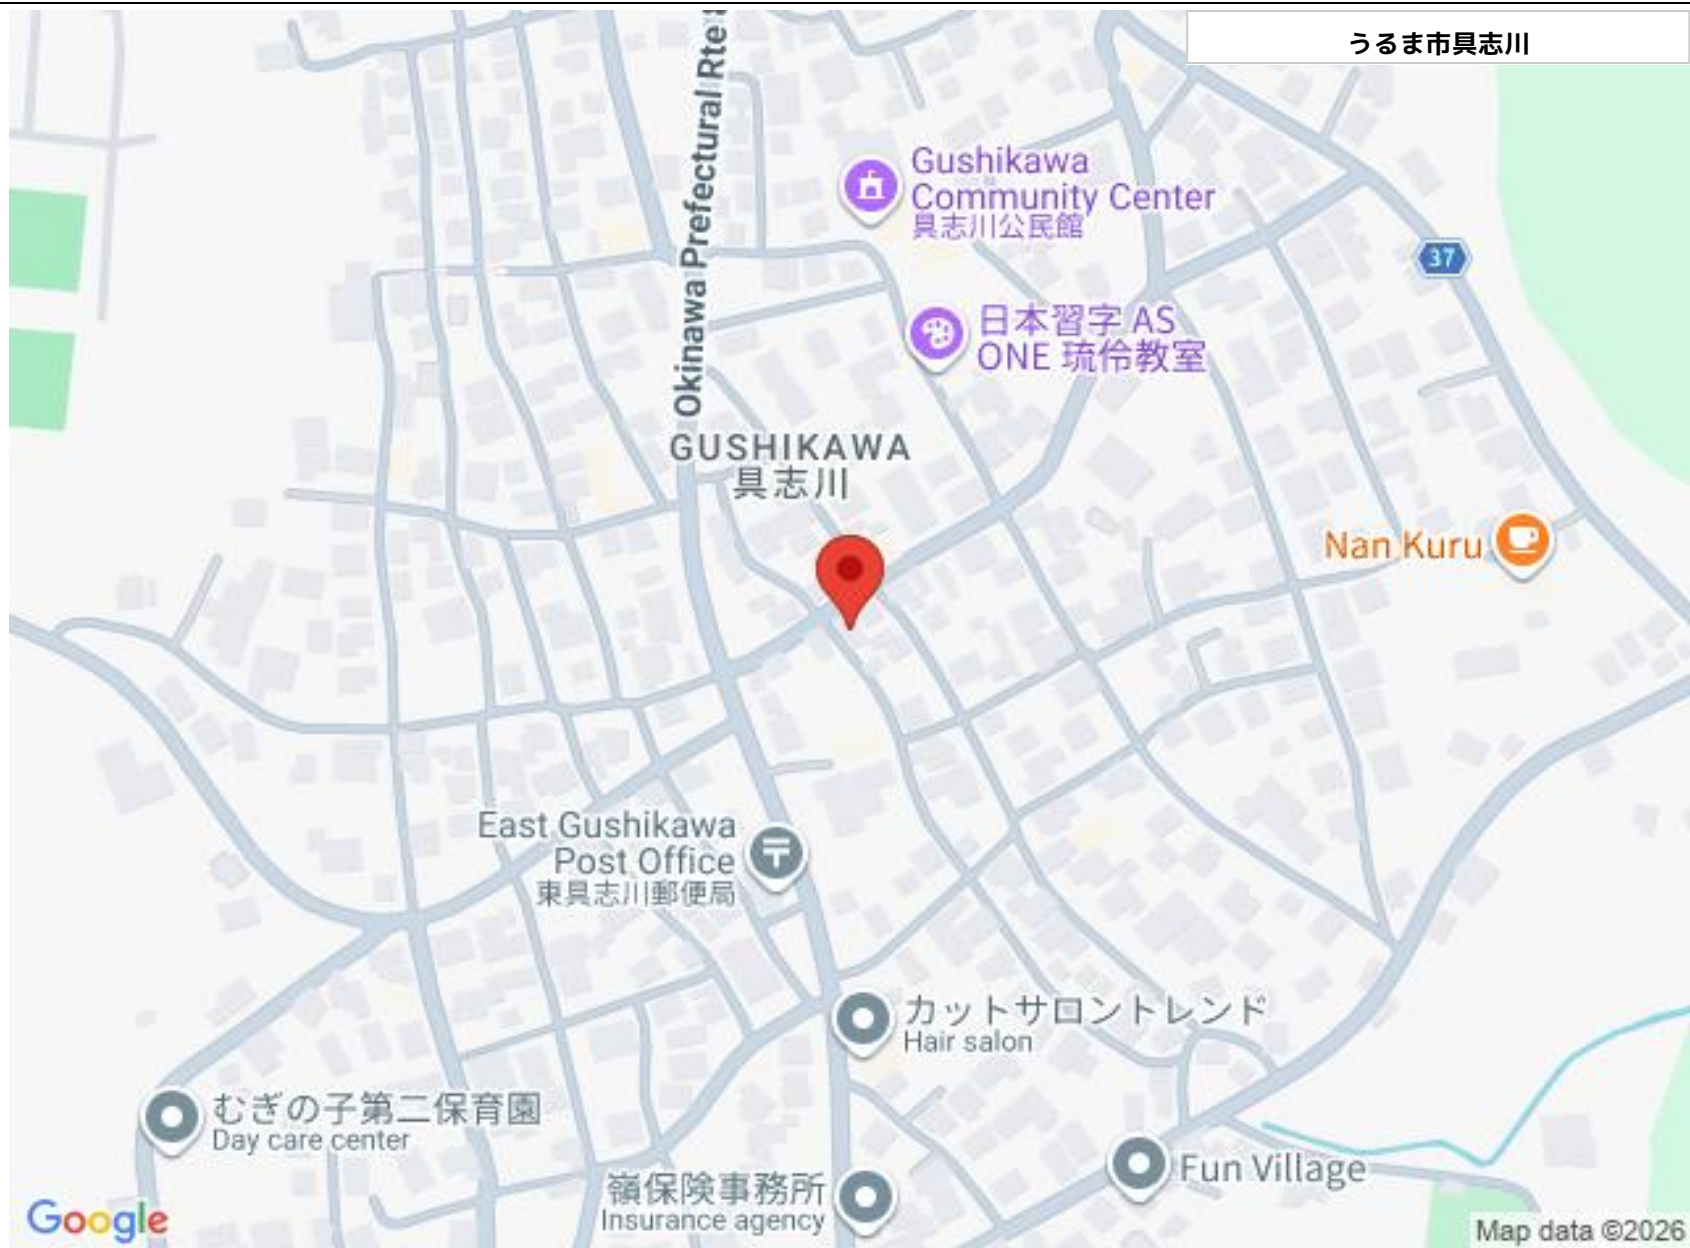 うるま市具志川
Okinawa Prefectural Rte
Gushikawa
Community Center
具志川公民館
37
日本習字 AS
ONE 琉伶教室
GUSHIKAWA
具志川
Nan Kuru
East Gushikawa
Post Office
東具志川郵便局
カットサロントレンド
Hair salon
むぎの子第二保育園
Day care center
嶺保険事務所
Insurance agency
Fun Village
Google
Map data ©2026